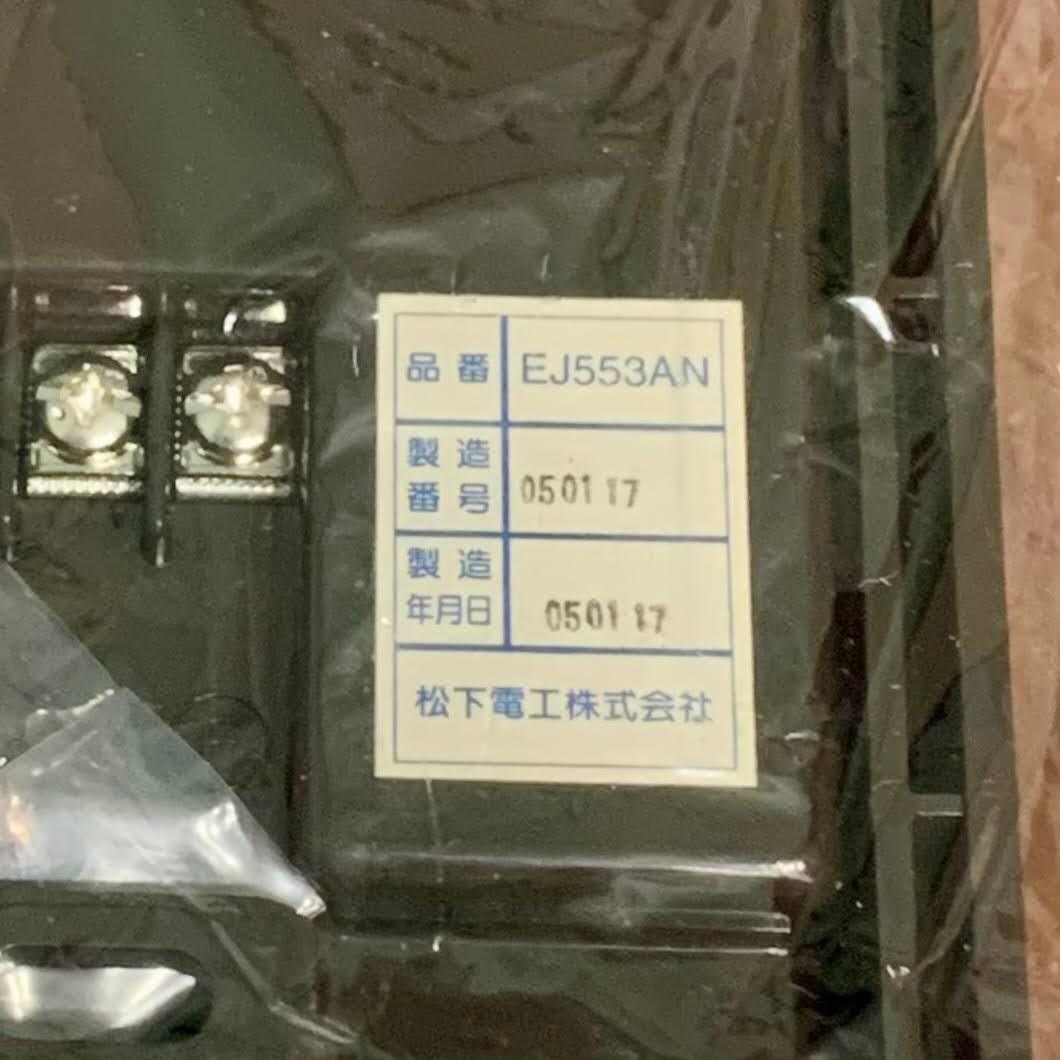 品番 EJ553AN
製造
番号 050117
製造
年月日 050117
松下電工株式会社